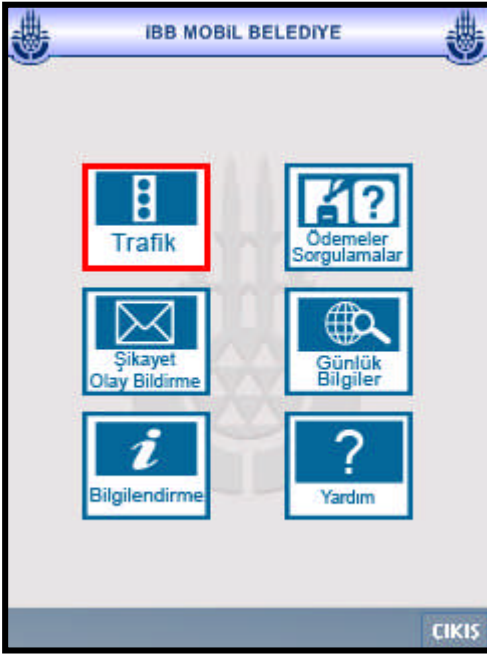 İBB MOBİL BELEDİYE
Trafik
Ödemeler
Sorgulamalar
Şikayet
Olay Bildirme
Günlük
Bilgiler
Bilgilendirme
Yardım
ÇIKIŞ